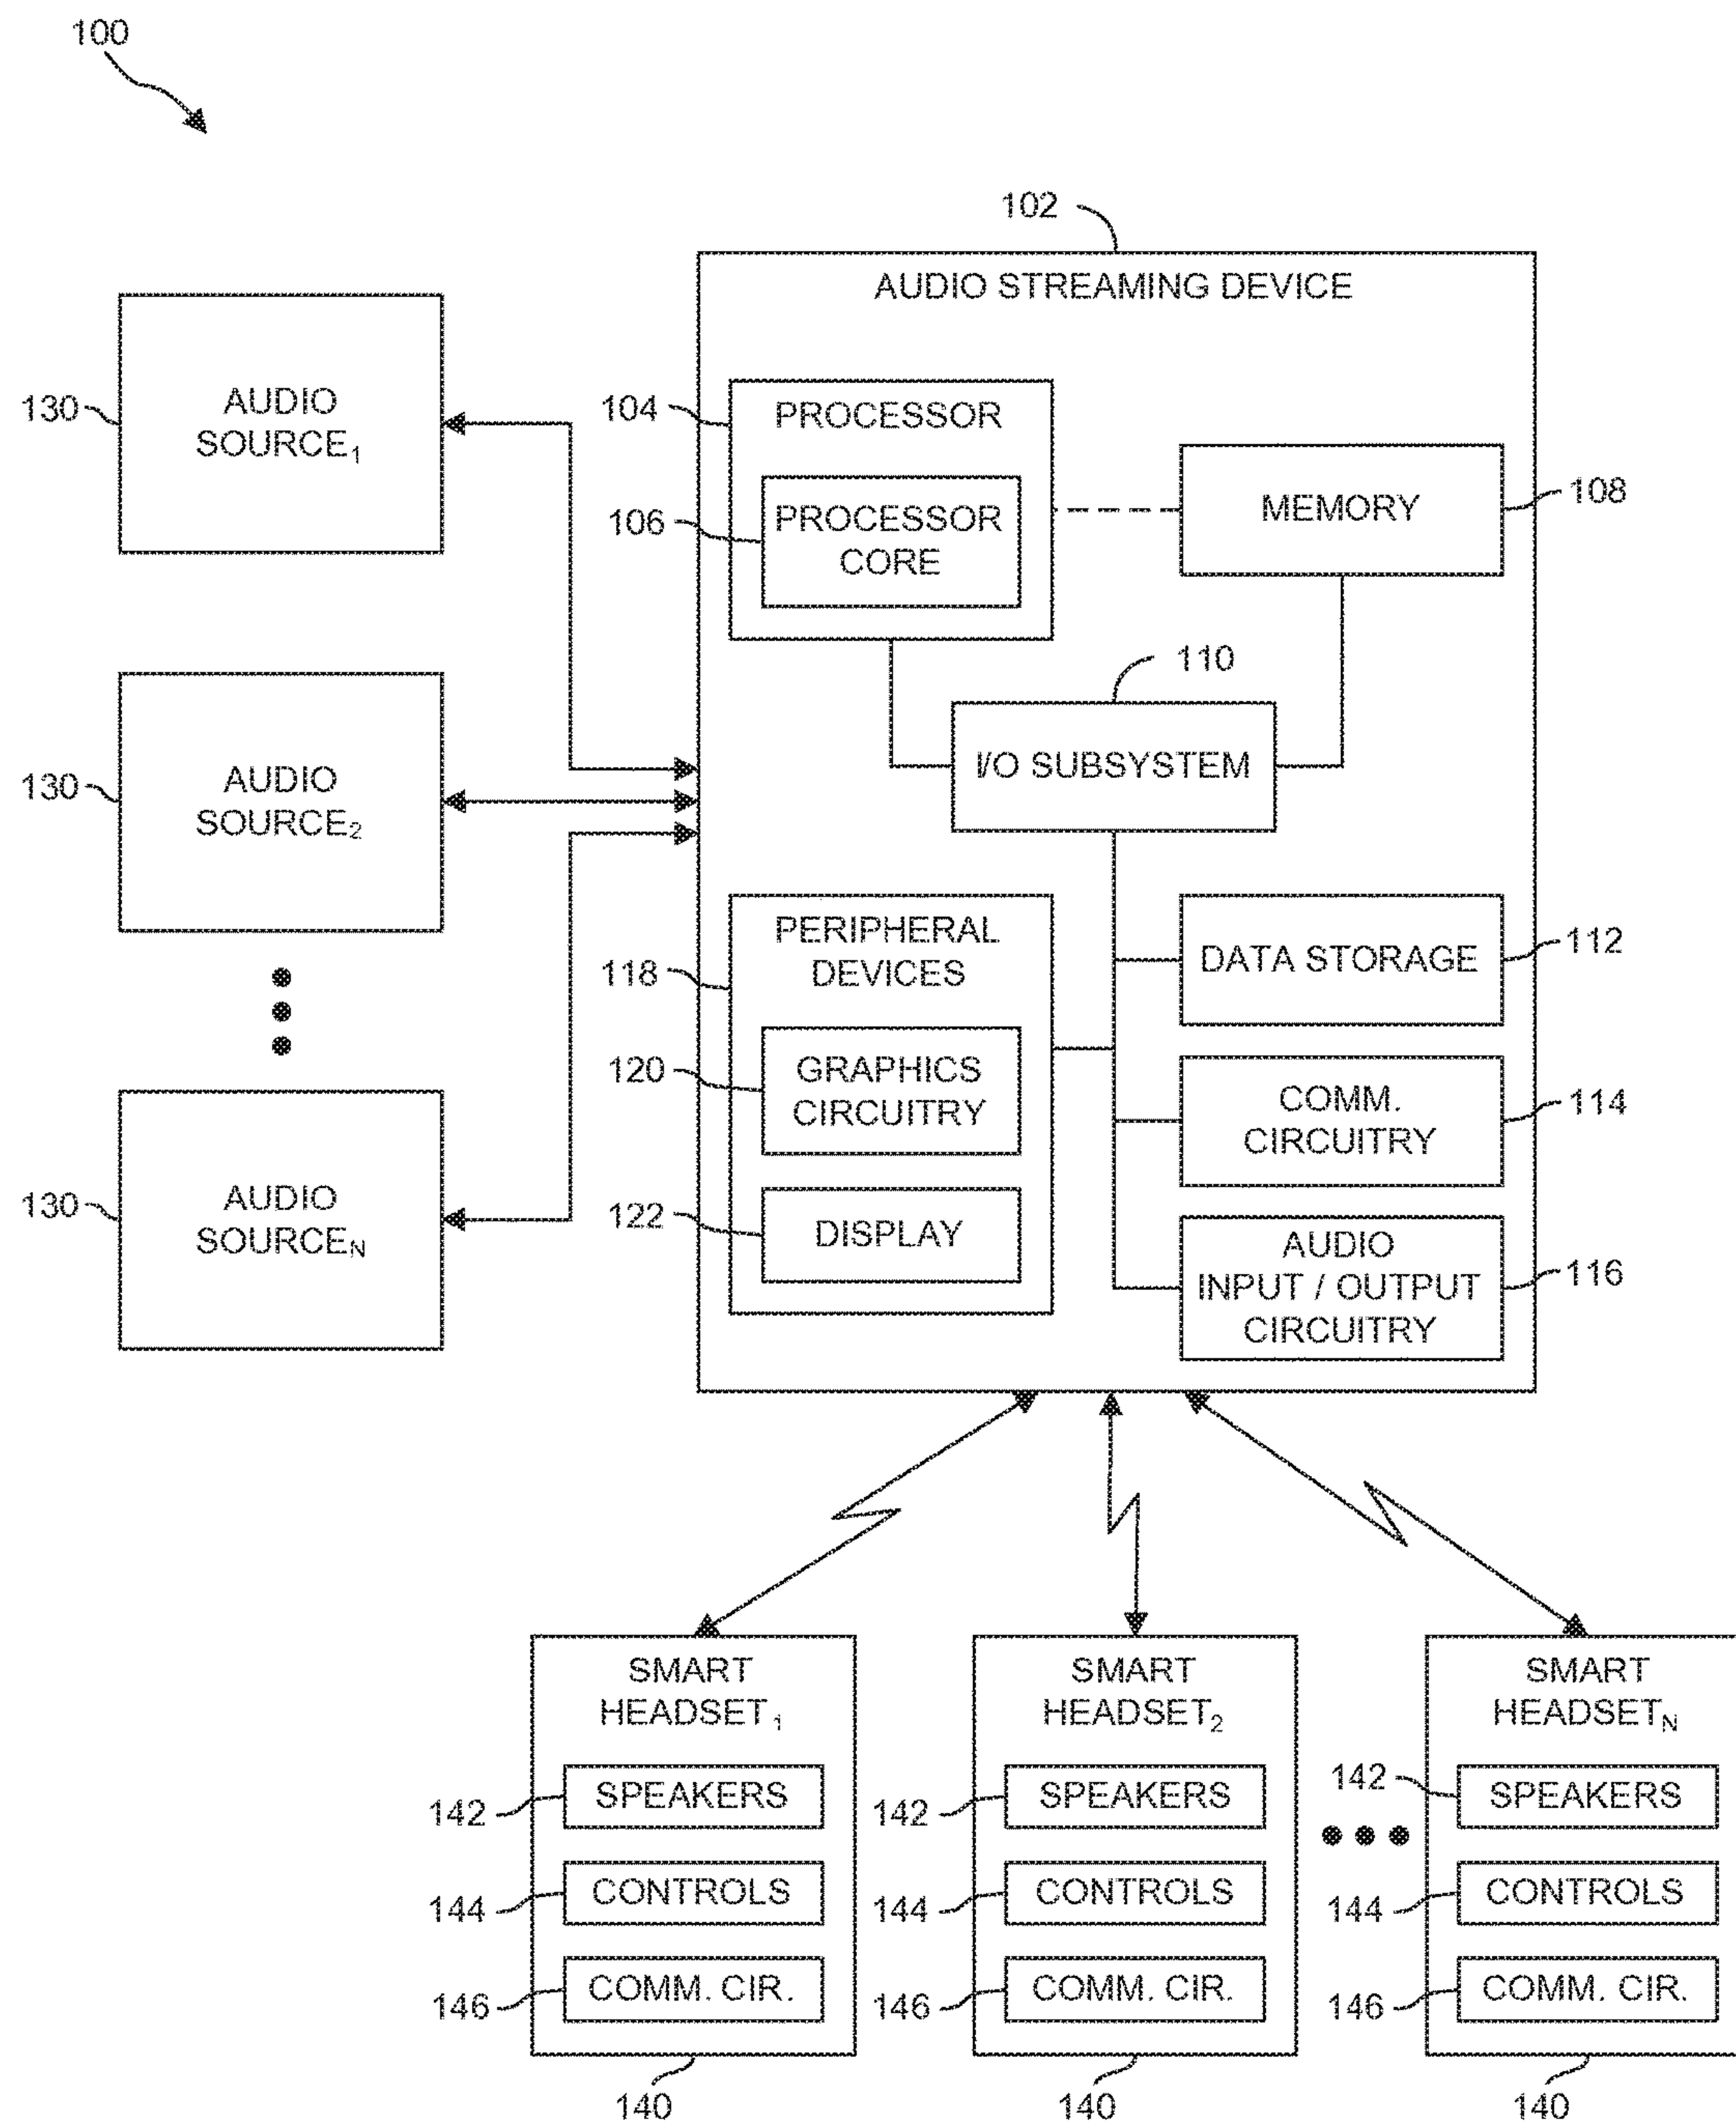 100
102
AUDIO STREAMING DEVICE
130
AUDIO
SOURCE1
104
PROCESSOR
106
PROCESSOR
CORE
MEMORY
108
110
I/O SUBSYSTEM
130
AUDIO
SOURCE2
118
PERIPHERAL
DEVICES
120
GRAPHICS
CIRCUITRY
122
DISPLAY
DATA STORAGE
112
COMM.
CIRCUITRY
114
AUDIO
INPUT / OUTPUT
CIRCUITRY
116
130
AUDIO
SOURCEN
SMART
HEADSET1
142
SPEAKERS
144
CONTROLS
146
COMM. CIR.
140
SMART
HEADSET2
142
SPEAKERS
144
CONTROLS
146
COMM. CIR.
140
SMART
HEADSETN
142
SPEAKERS
144
CONTROLS
146
COMM. CIR.
140